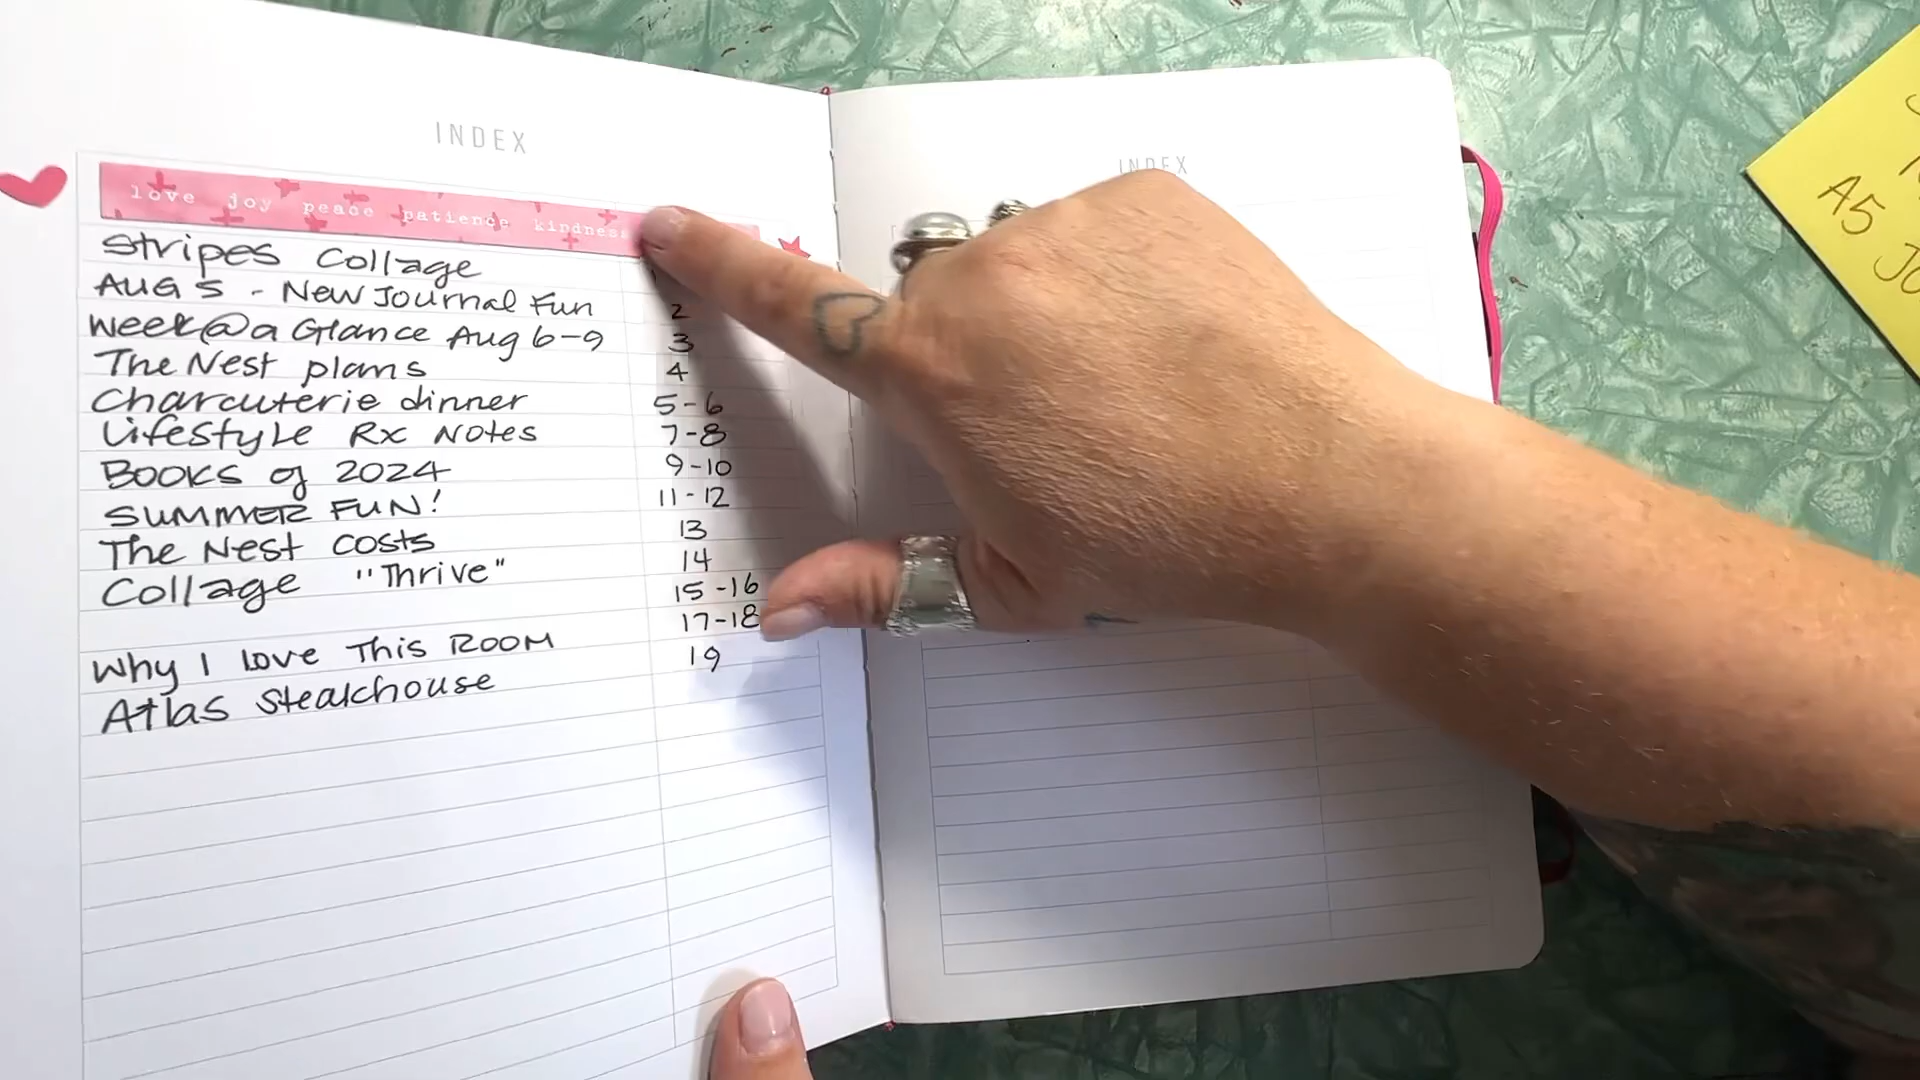 INDEX
love joy peace patience kindness
Stripes Collage
Aug 5 - New Journal Fun 2
Week@a Glance Aug 6-9 3
The Nest plans 4
Charcuterie dinner 5-6
Lifestyle Rx Notes 7-8
Books of 2024 9-10
SUMMER FUN! 11-12
The Nest costs 13
Collage "Thrive" 14
15-16
Why I Love This Room 17-18
Atlas Steakhouse 19
INDEX
A5